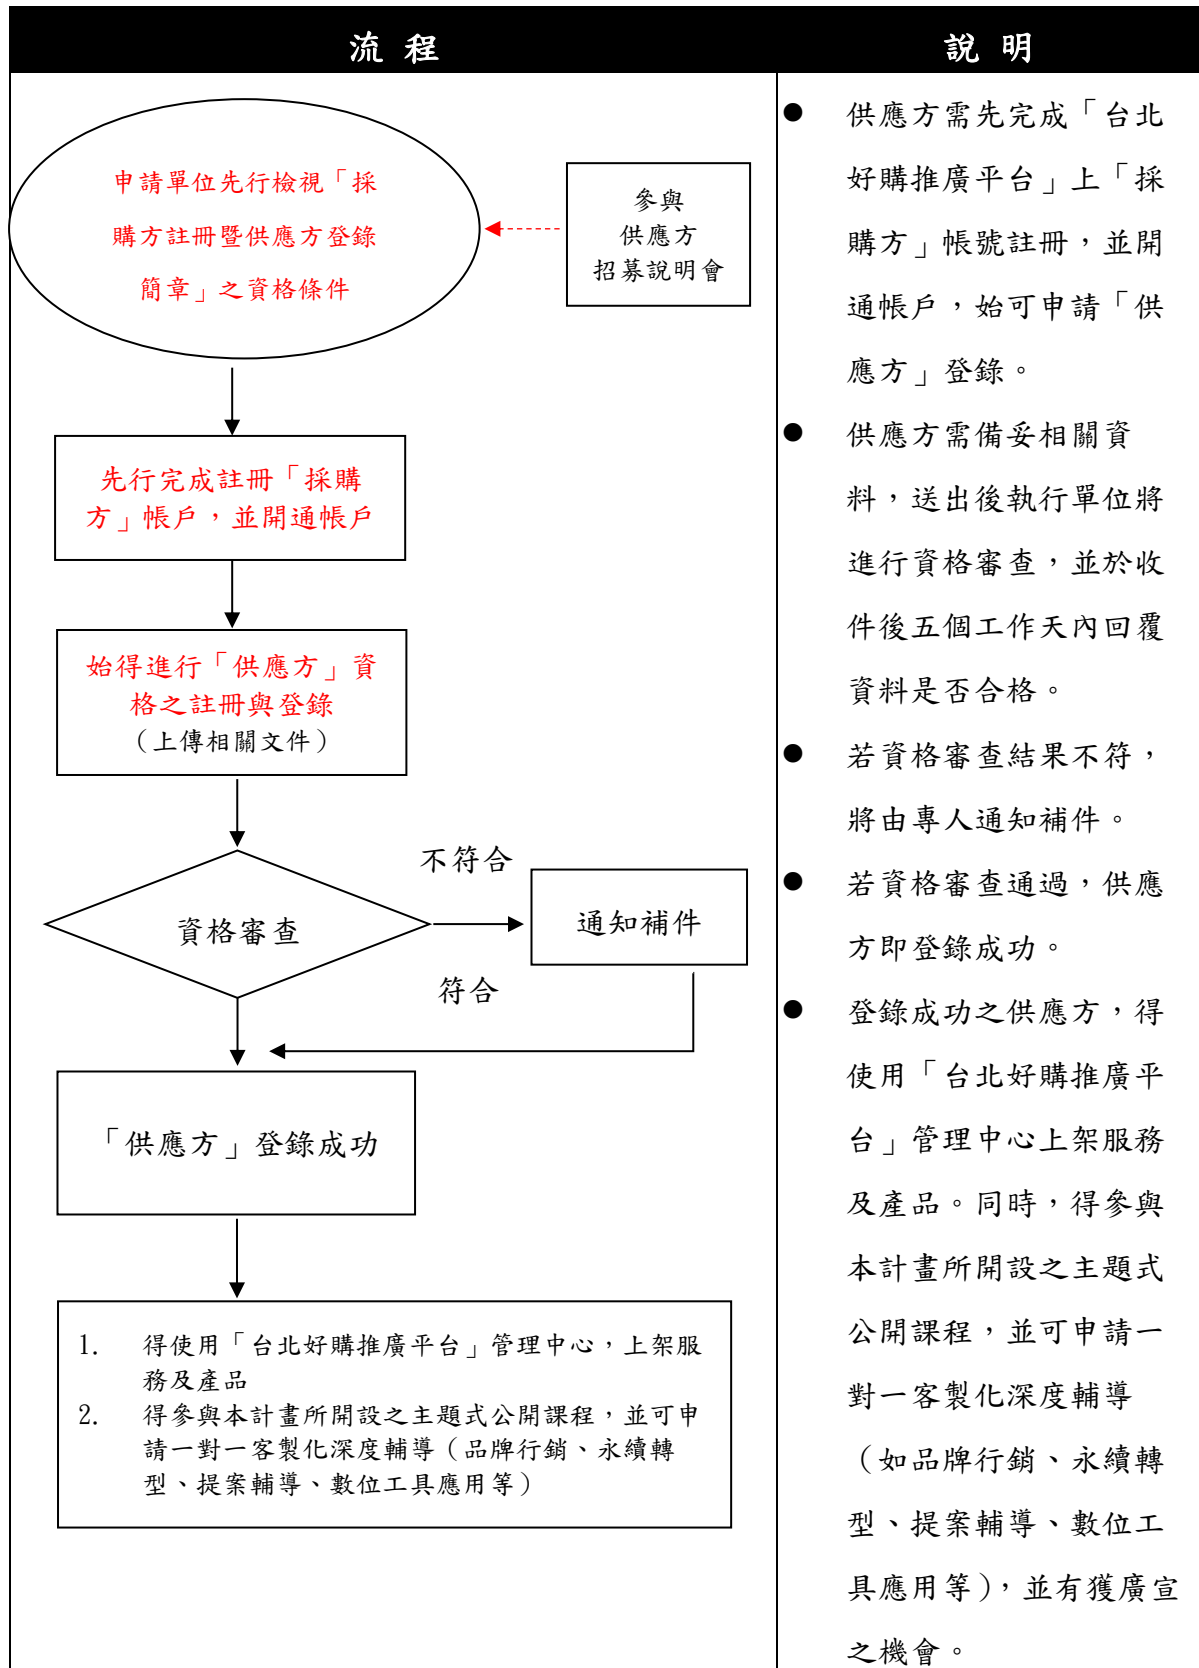 流 程
說 明
申請單位先行檢視「採
購方註冊暨供應方登錄
簡章」之資格條件
參與
供應方
招募說明會
先行完成註冊「採購
方」帳戶，並開通帳戶
始得進行「供應方」資
格之註冊與登錄
（上傳相關文件）
資格審查
不符合
通知補件
符合
「供應方」登錄成功
1. 得使用「台北好購推廣平台」管理中心，上架服
務及產品
2. 得參與本計畫所開設之主題式公開課程，並可申
請一對一客製化深度輔導（品牌行銷、永續轉
型、提案輔導、數位工具應用等）
● 供應方需先完成「台北
好購推廣平台」上「採
購方」帳號註冊，並開
通帳戶，始可申請「供
應方」登錄。
● 供應方需備妥相關資
料，送出後執行單位將
進行資格審查，並於收
件後五個工作天內回覆
資料是否合格。
● 若資格審查結果不符，
將由專人通知補件。
● 若資格審查通過，供應
方即登錄成功。
● 登錄成功之供應方，得
使用「台北好購推廣平
台」管理中心上架服務
及產品。同時，得參與
本計畫所開設之主題式
公開課程，並可申請一
對一客製化深度輔導
（如品牌行銷、永續轉
型、提案輔導、數位工
具應用等），並有獲廣宣
之機會。